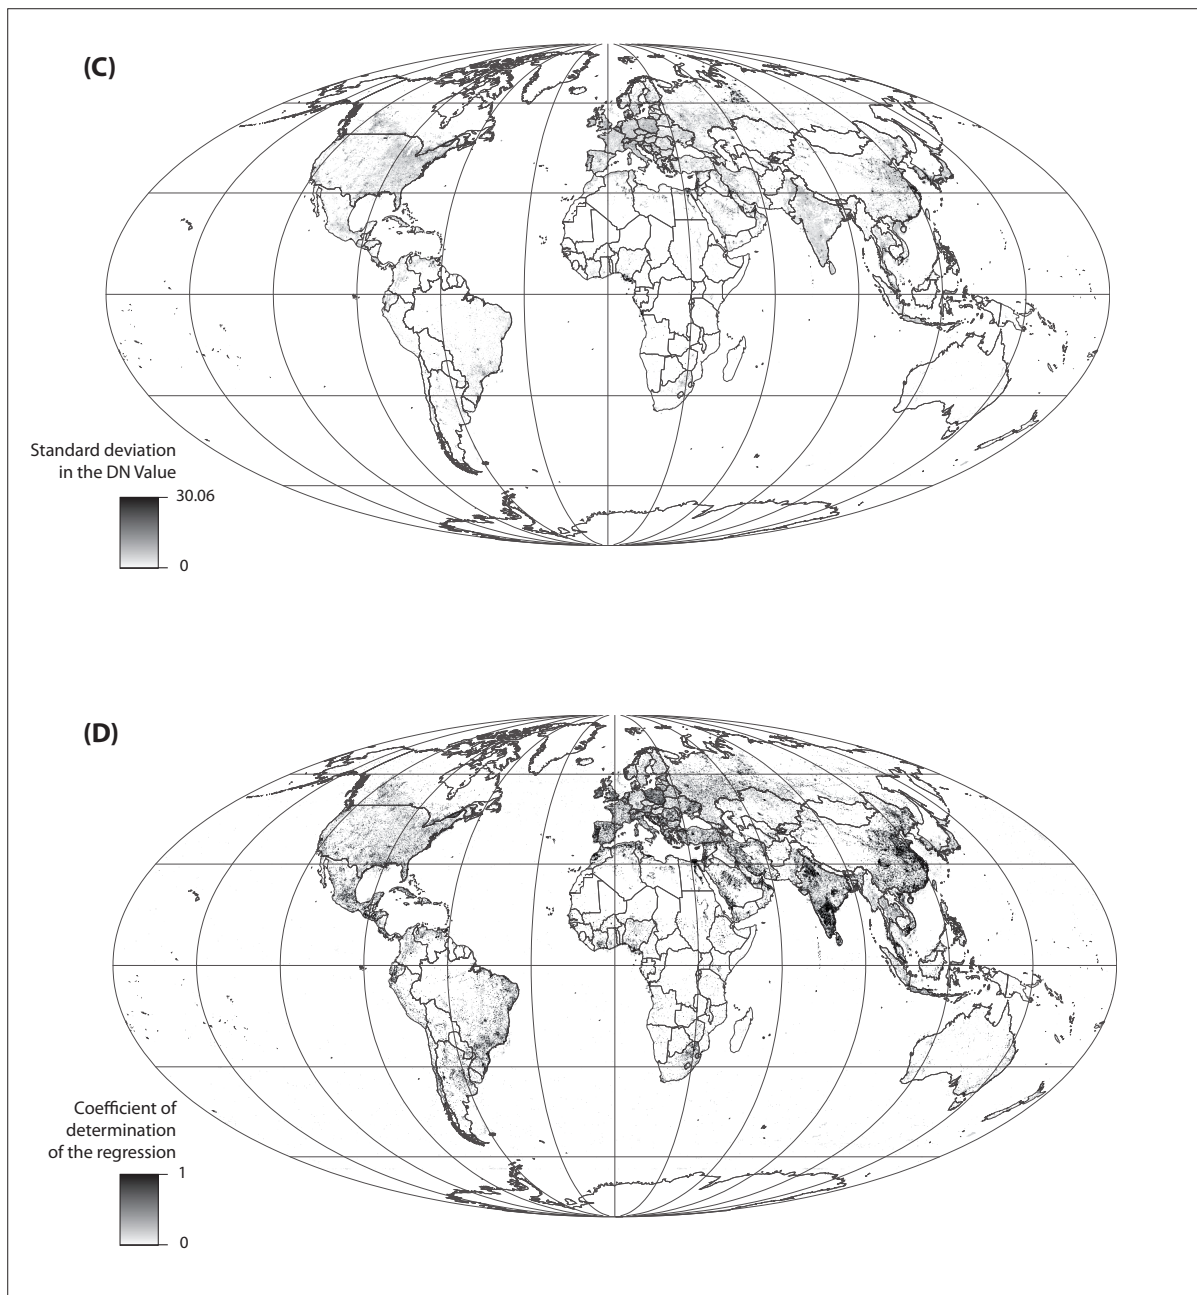 (C)
Standard deviation
in the DN Value
30.06
0
(D)
Coefficient of
determination
of the regression
1
0